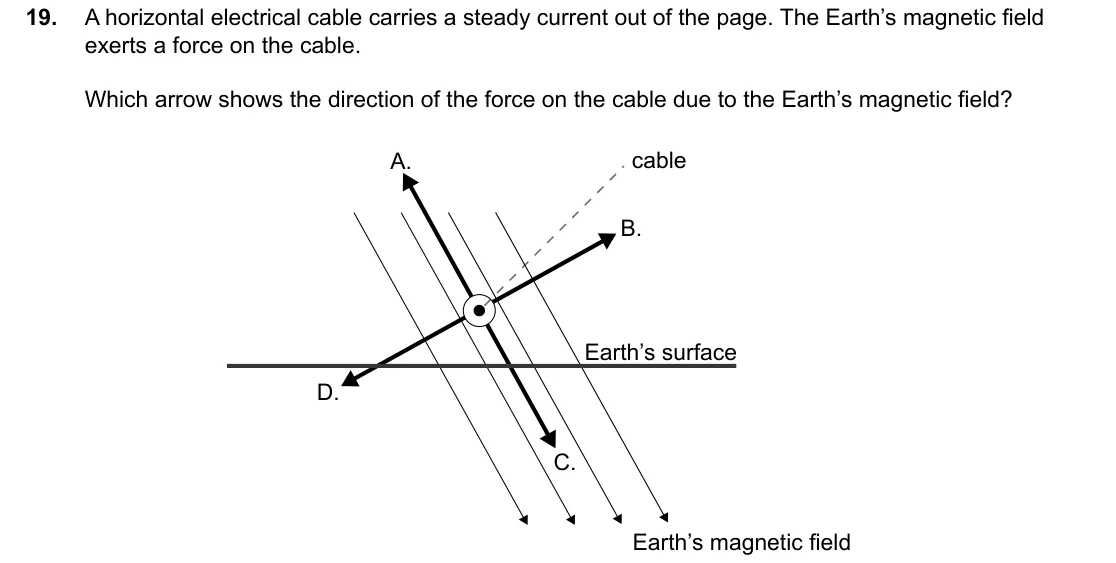 19. A horizontal electrical cable carries a steady current out of the page. The Earth's magnetic field
exerts a force on the cable.
Which arrow shows the direction of the force on the cable due to the Earth's magnetic field?
A.
cable
B.
Earth's surface
D.
C.
Earth's magnetic field